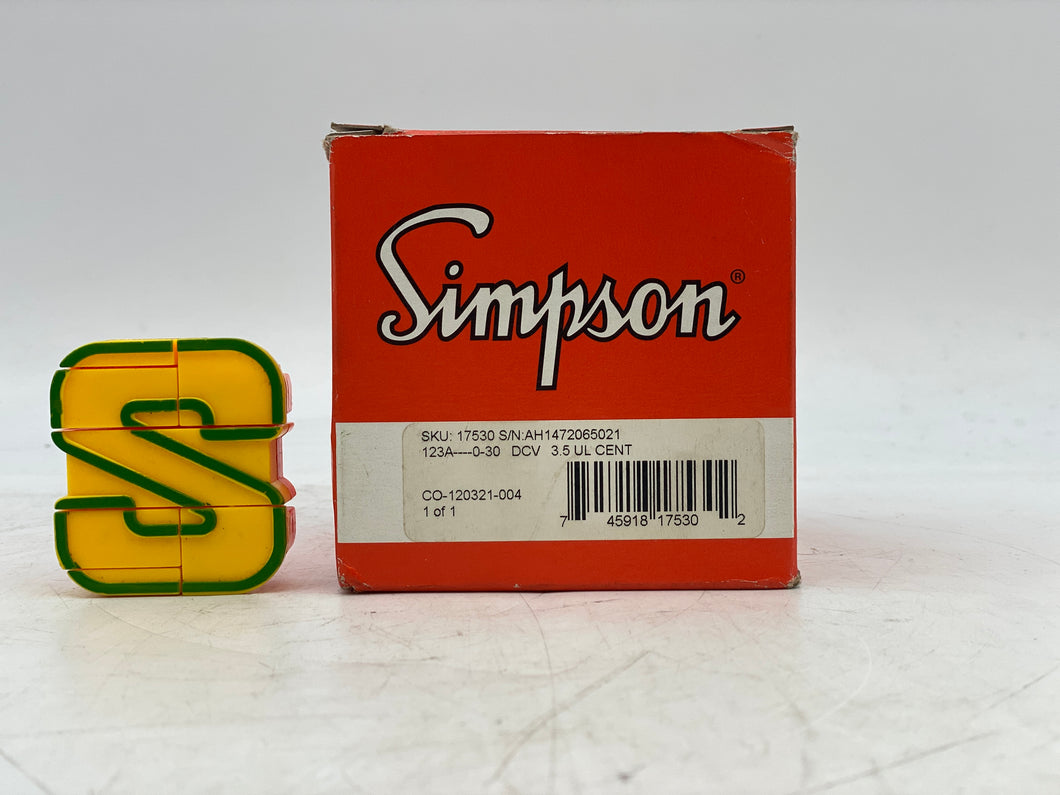 Simpson®
SKU: 17530 S/N:AH1472065021
123A----0-30 DCV 3.5 UL CENT
CO-120321-004
1 of 1
7 45918 17530 2
S